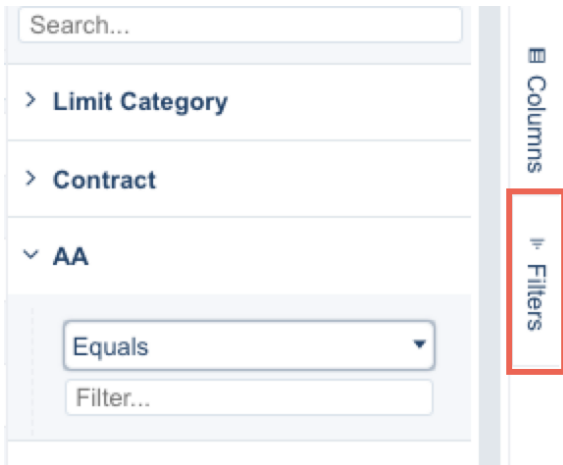 Search...
Limit Category
Contract
AA
Equals
Filter...
Columns
Filters